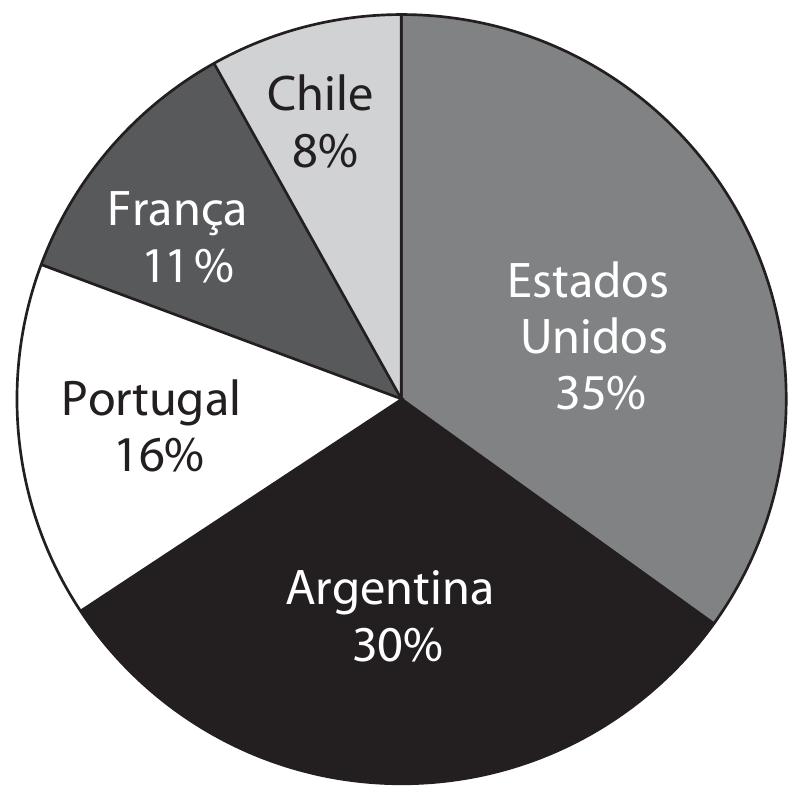 Chile
8%
França
11%
Estados
Unidos
35%
Portugal
16%
Argentina
30%